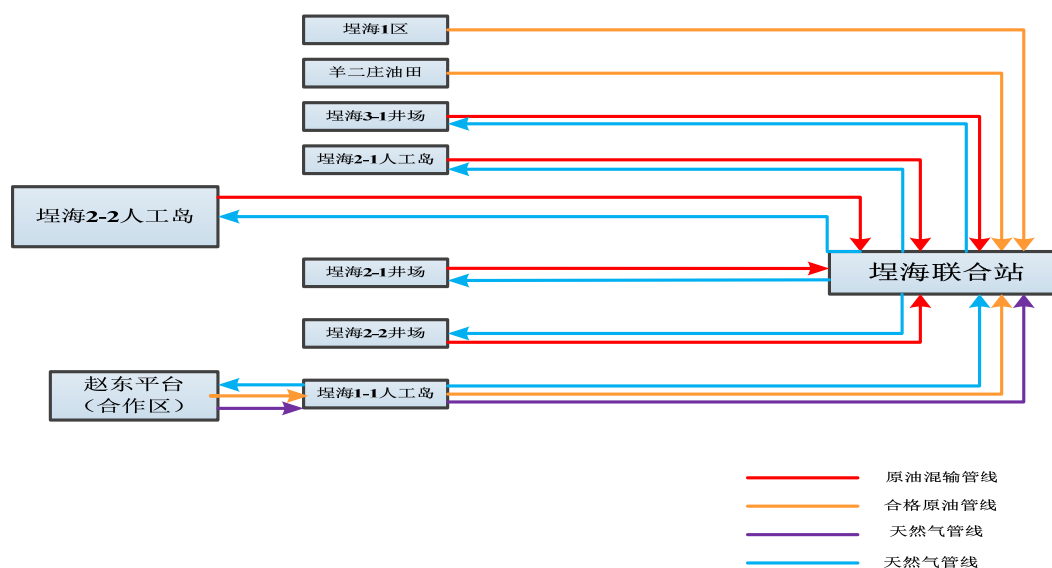 埕海1区
羊二庄油田
埕海3-1井场
埕海2-1人工岛
埕海2-2人工岛
埕海联合站
埕海2-1井场
埕海2-2井场
赵东平台
（合作区）
埕海1-1人工岛
原油混输管线
合格原油管线
天然气管线
天然气管线